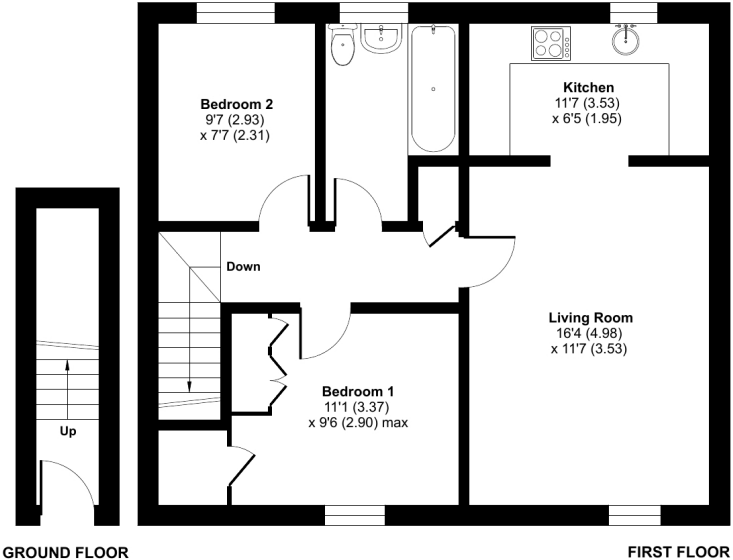 Bedroom 2
9'7 (2.93)
x 7'7 (2.31)
Kitchen
11'7 (3.53)
x 6'5 (1.95)
Down
Living Room
16'4 (4.98)
x 11'7 (3.53)
Bedroom 1
11'1 (3.37)
x 9'6 (2.90) max
Up
GROUND FLOOR
FIRST FLOOR